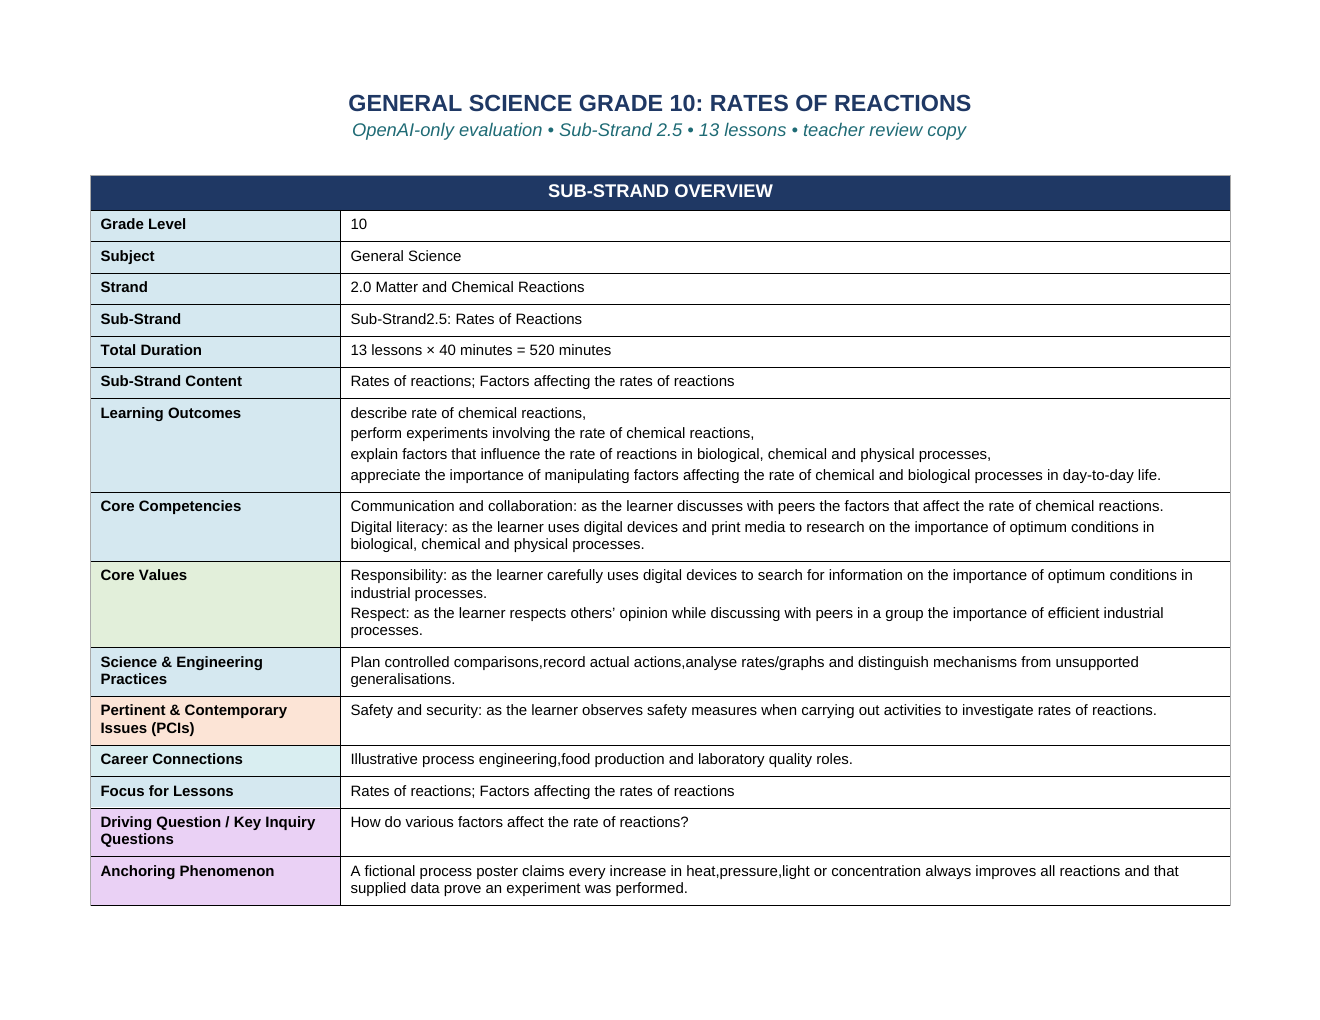 GENERAL SCIENCE GRADE 10: RATES OF REACTIONS
OpenAI-only evaluation • Sub-Strand 2.5 • 13 lessons • teacher review copy
SUB-STRAND OVERVIEW
Grade Level
10
Subject
General Science
Strand
2.0 Matter and Chemical Reactions
Sub-Strand
Sub-Strand2.5: Rates of Reactions
Total Duration
13 lessons × 40 minutes = 520 minutes
Sub-Strand Content
Rates of reactions; Factors affecting the rates of reactions
Learning Outcomes
describe rate of chemical reactions,
perform experiments involving the rate of chemical reactions,
explain factors that influence the rate of reactions in biological, chemical and physical processes,
appreciate the importance of manipulating factors affecting the rate of chemical and biological processes in day-to-day life.
Core Competencies
Communication and collaboration: as the learner discusses with peers the factors that affect the rate of chemical reactions.
Digital literacy: as the learner uses digital devices and print media to research on the importance of optimum conditions in
biological, chemical and physical processes.
Core Values
Responsibility: as the learner carefully uses digital devices to search for information on the importance of optimum conditions in
industrial processes.
Respect: as the learner respects others’ opinion while discussing with peers in a group the importance of efficient industrial
processes.
Science & Engineering
Practices
Plan controlled comparisons,record actual actions,analyse rates/graphs and distinguish mechanisms from unsupported
generalisations.
Pertinent & Contemporary
Issues (PCIs)
Safety and security: as the learner observes safety measures when carrying out activities to investigate rates of reactions.
Career Connections
Illustrative process engineering,food production and laboratory quality roles.
Focus for Lessons
Rates of reactions; Factors affecting the rates of reactions
Driving Question / Key Inquiry
Questions
How do various factors affect the rate of reactions?
Anchoring Phenomenon
A fictional process poster claims every increase in heat,pressure,light or concentration always improves all reactions and that
supplied data prove an experiment was performed.